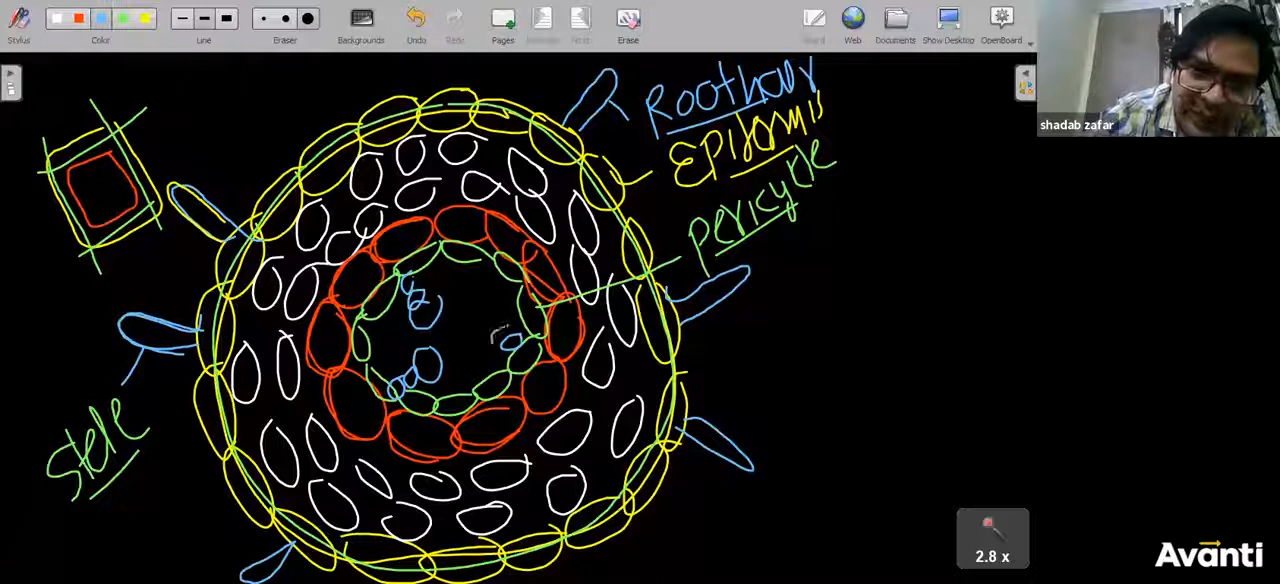 Stylus
Color
Line
Eraser
Backgrounds
Undo
Redo
Pages
Erase
Web
Documents
Show Desktop
OpenBoard
shadab zafar
Roothair
EPidermis
Pericycle
Stele
2.8 x
Avanti